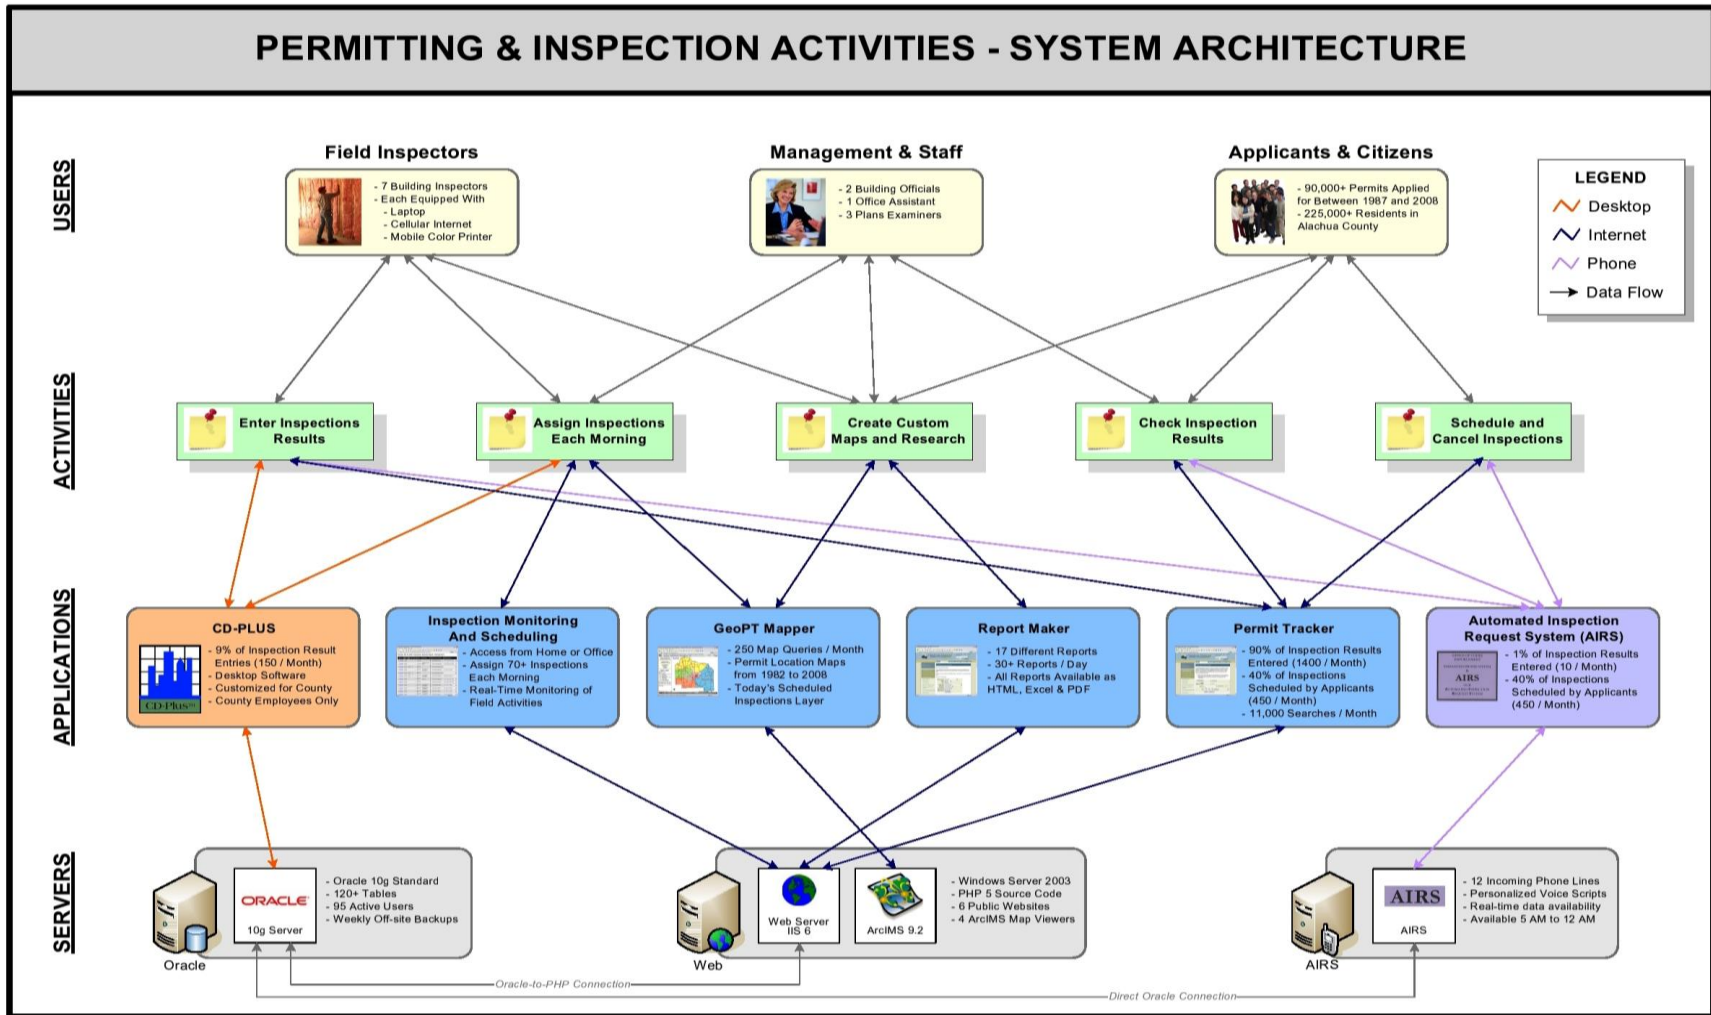 PERMITTING & INSPECTION ACTIVITIES - SYSTEM ARCHITECTURE
USERS
Field Inspectors
- 7 Building Inspectors
- Each Equipped With
- Laptop
- Cellular Internet
- Mobile Color Printer
Management & Staff
- 2 Building Officials
- 1 Office Assistant
- 3 Plans Examiners
Applicants & Citizens
- 90,000+ Permits Applied
for Between 1987 and 2008
- 225,000+ Residents in
Alachua County
LEGEND
Desktop
Internet
Phone
Data Flow
ACTIVITIES
Enter Inspections
Results
Assign Inspections
Each Morning
Create Custom
Maps and Research
Check Inspection
Results
Schedule and
Cancel Inspections
APPLICATIONS
CD-PLUS
- 9% of Inspection Result
Entries (150 / Month)
- Desktop Software
- Customized for County
- County Employees Only
CD-Plus
Inspection Monitoring
And Scheduling
- Access from Home or Office
- Assign 70+ Inspections
Each Morning
- Real-Time Monitoring of
Field Activities
GeoPT Mapper
- 250 Map Queries / Month
- Permit Location Maps
from 1982 to 2008
- Today's Scheduled
Inspections Layer
Report Maker
- 17 Different Reports
- 30+ Reports / Day
- All Reports Available as
HTML, Excel & PDF
Permit Tracker
- 90% of Inspection Results
Entered (1400 / Month)
- 40% of Inspections
Scheduled by Applicants
(450 / Month)
- 11,000 Searches / Month
Automated Inspection
Request System (AIRS)
- 1% of Inspection Results
Entered (10 / Month)
- 40% of Inspections
Scheduled by Applicants
(450 / Month)
AIRS
SERVERS
Oracle
ORACLE
10g Server
- Oracle 10g Standard
- 120+ Tables
- 95 Active Users
- Weekly Off-site Backups
Web
Web Server
IIS 6
ArcIMS 9.2
- Windows Server 2003
- PHP 5 Source Code
- 6 Public Websites
- 4 ArcIMS Map Viewers
AIRS
AIRS
AIRS
- 12 Incoming Phone Lines
- Personalized Voice Scripts
- Real-time data availability
- Available 5 AM to 12 AM
Oracle-to-PHP Connection
Direct Oracle Connection